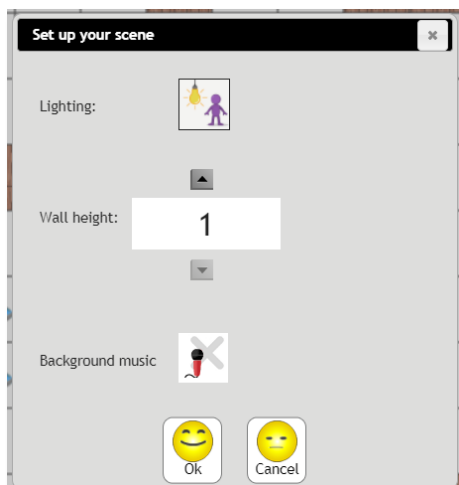 Set up your scene
Lighting:
Wall height:
1
Background music
Ok
Cancel